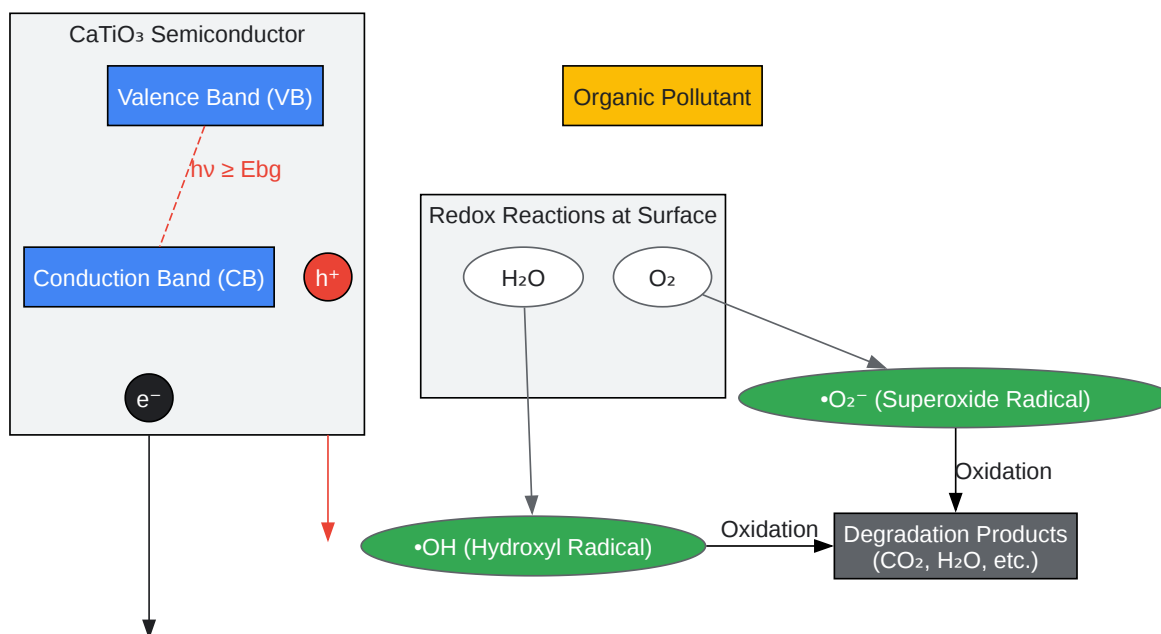 CaTiO₃ Semiconductor
Valence Band (VB)
Organic Pollutant
hν ≥ Ebg
Redox Reactions at Surface
Conduction Band (CB)
h⁺
H₂O
O₂
e⁻
•O₂⁻ (Superoxide Radical)
Oxidation
•OH (Hydroxyl Radical)
Oxidation
Degradation Products
(CO₂, H₂O, etc.)